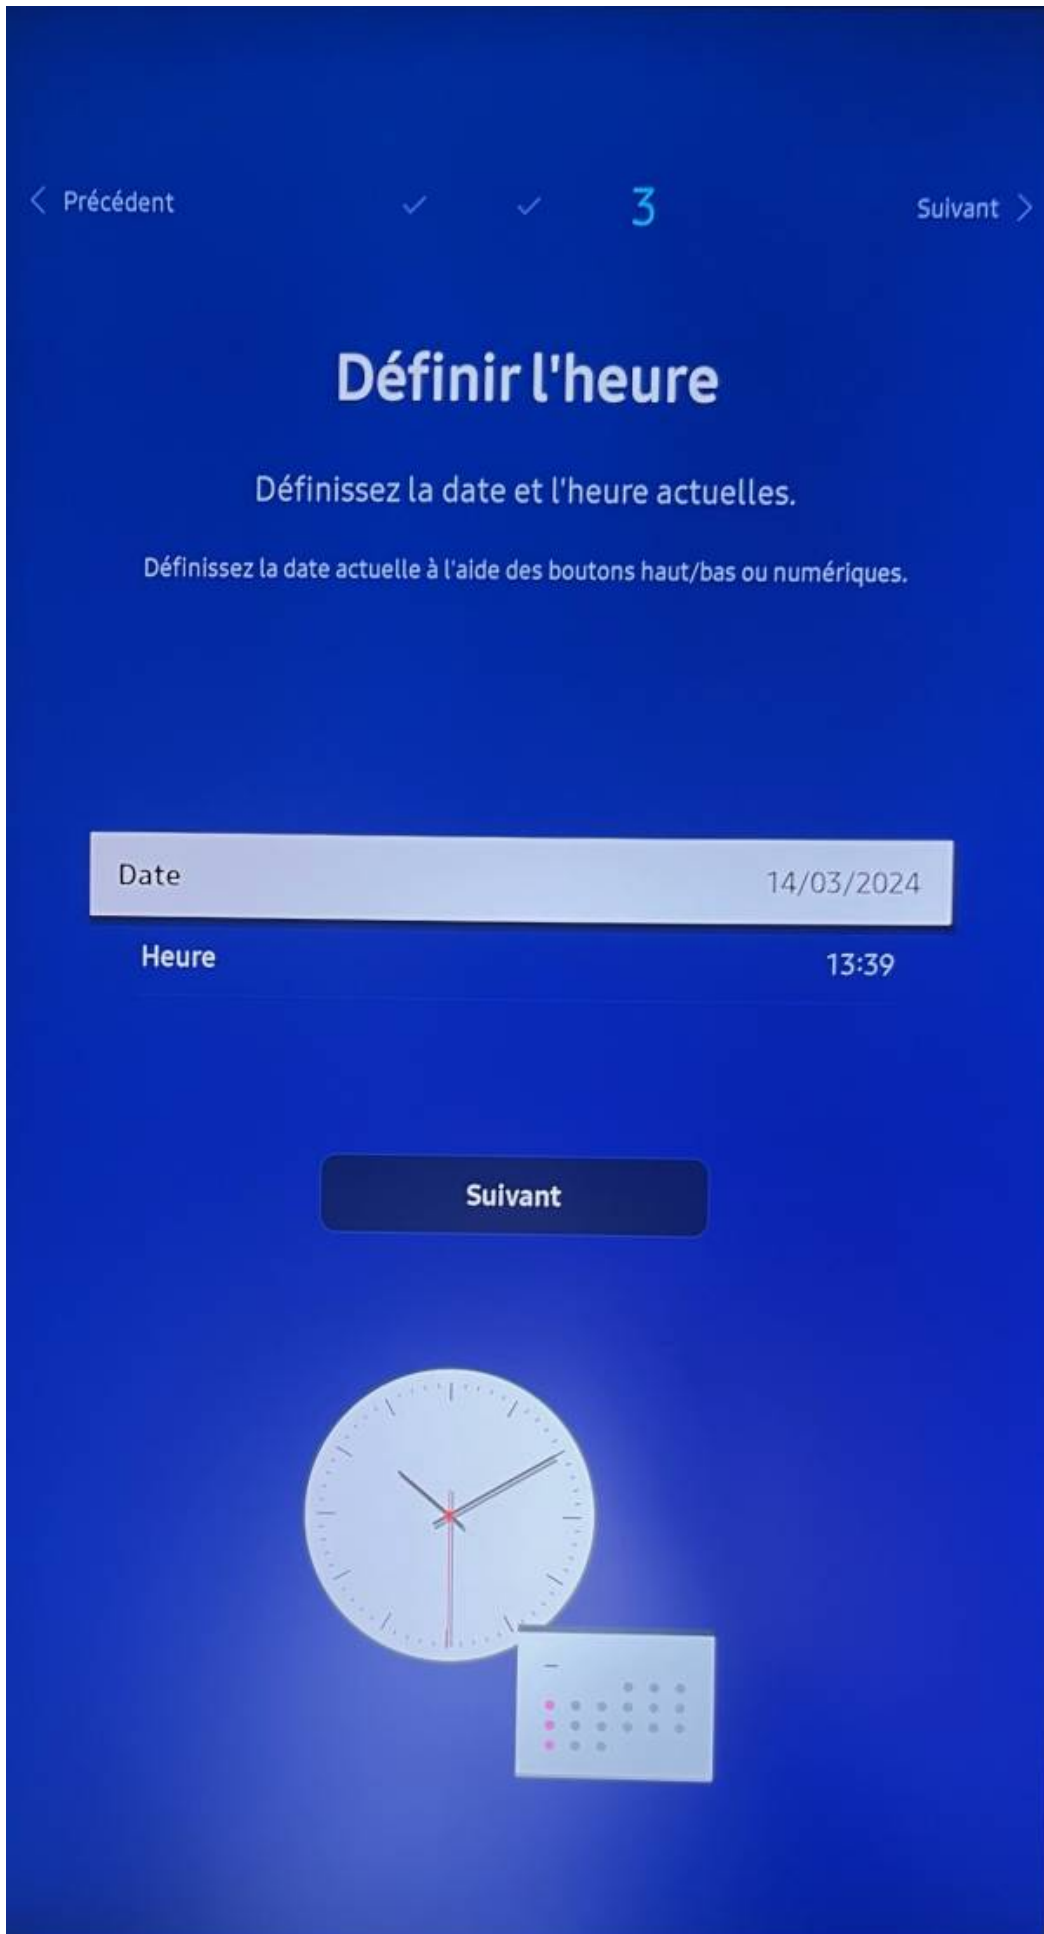 Précédent
3
Suivant
Définir l'heure
Définissez la date et l'heure actuelles.
Définissez la date actuelle à l'aide des boutons haut/bas ou numériques.
Date 14/03/2024
Heure 13:39
Suivant